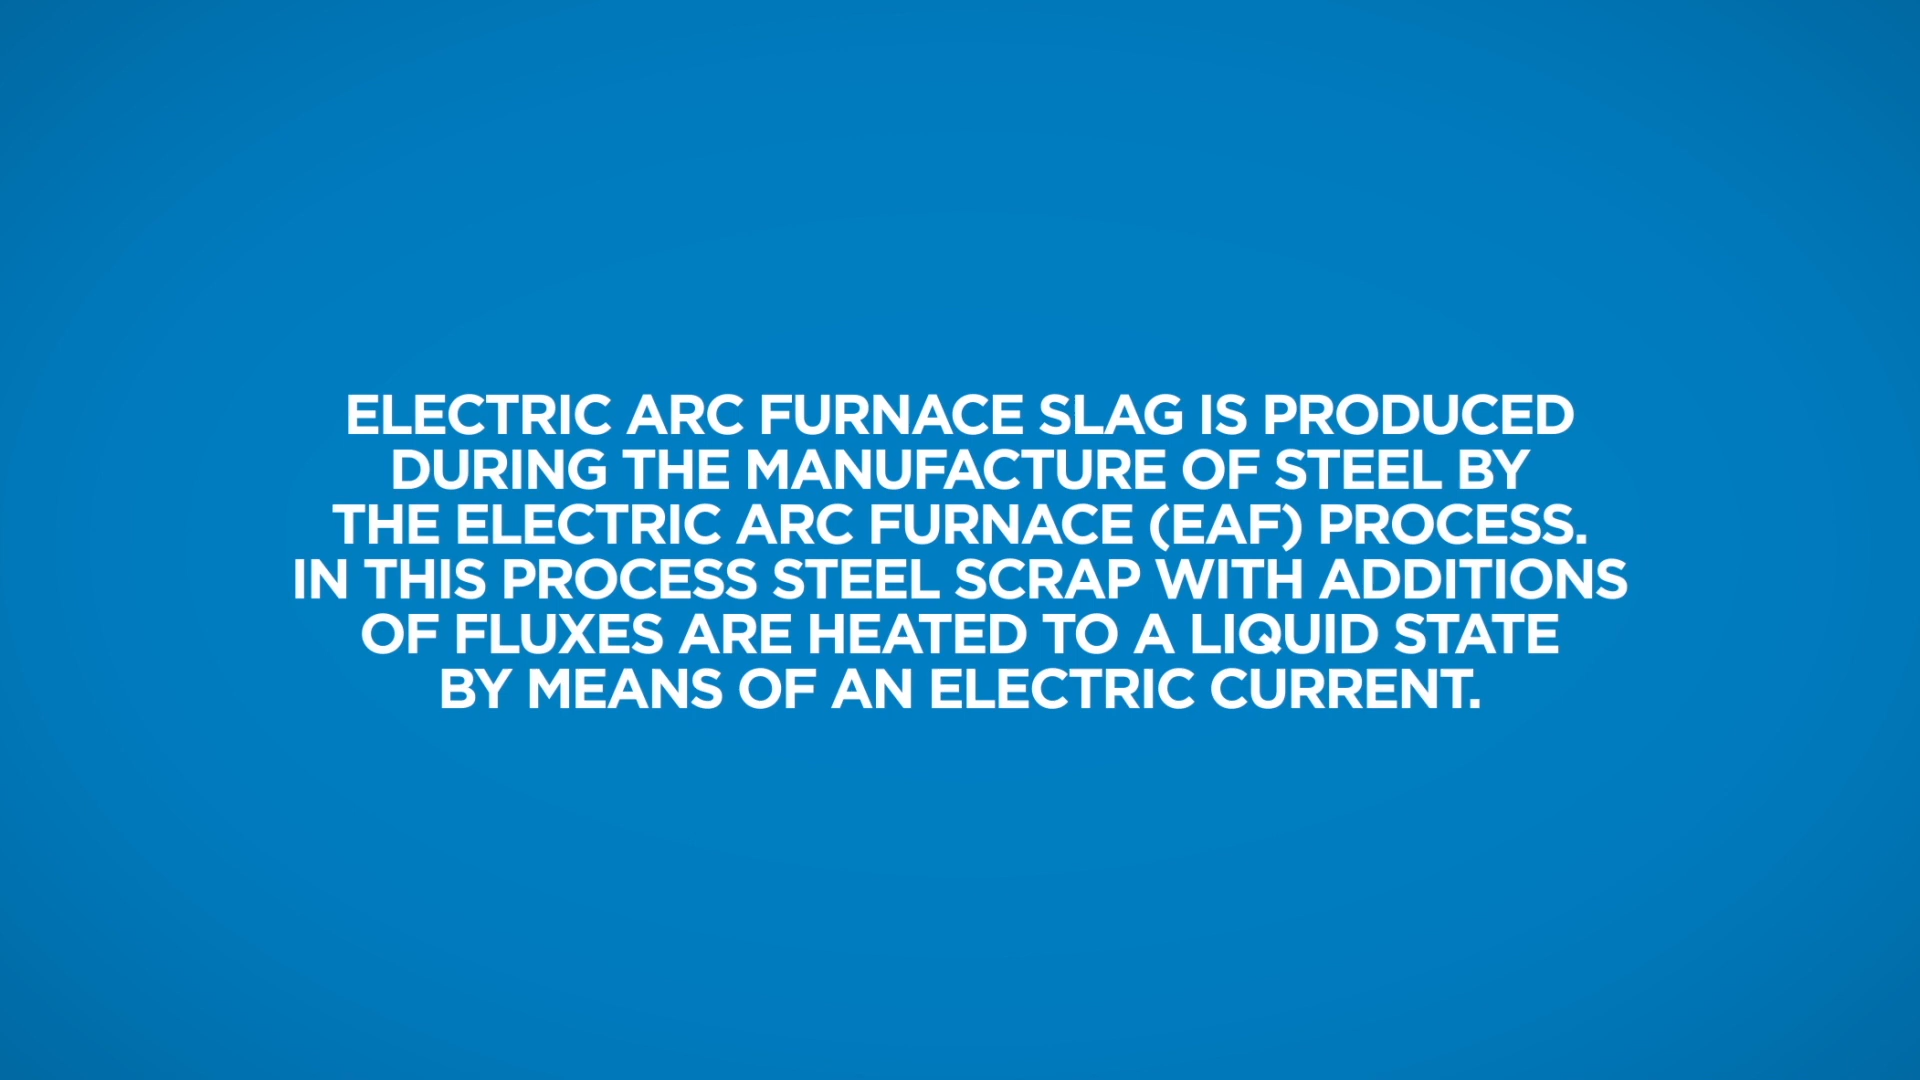 ELECTRIC ARC FURNACE SLAG IS PRODUCED
DURING THE MANUFACTURE OF STEEL BY
THE ELECTRIC ARC FURNACE (EAF) PROCESS.
IN THIS PROCESS STEEL SCRAP WITH ADDITIONS
OF FLUXES ARE HEATED TO A LIQUID STATE
BY MEANS OF AN ELECTRIC CURRENT.